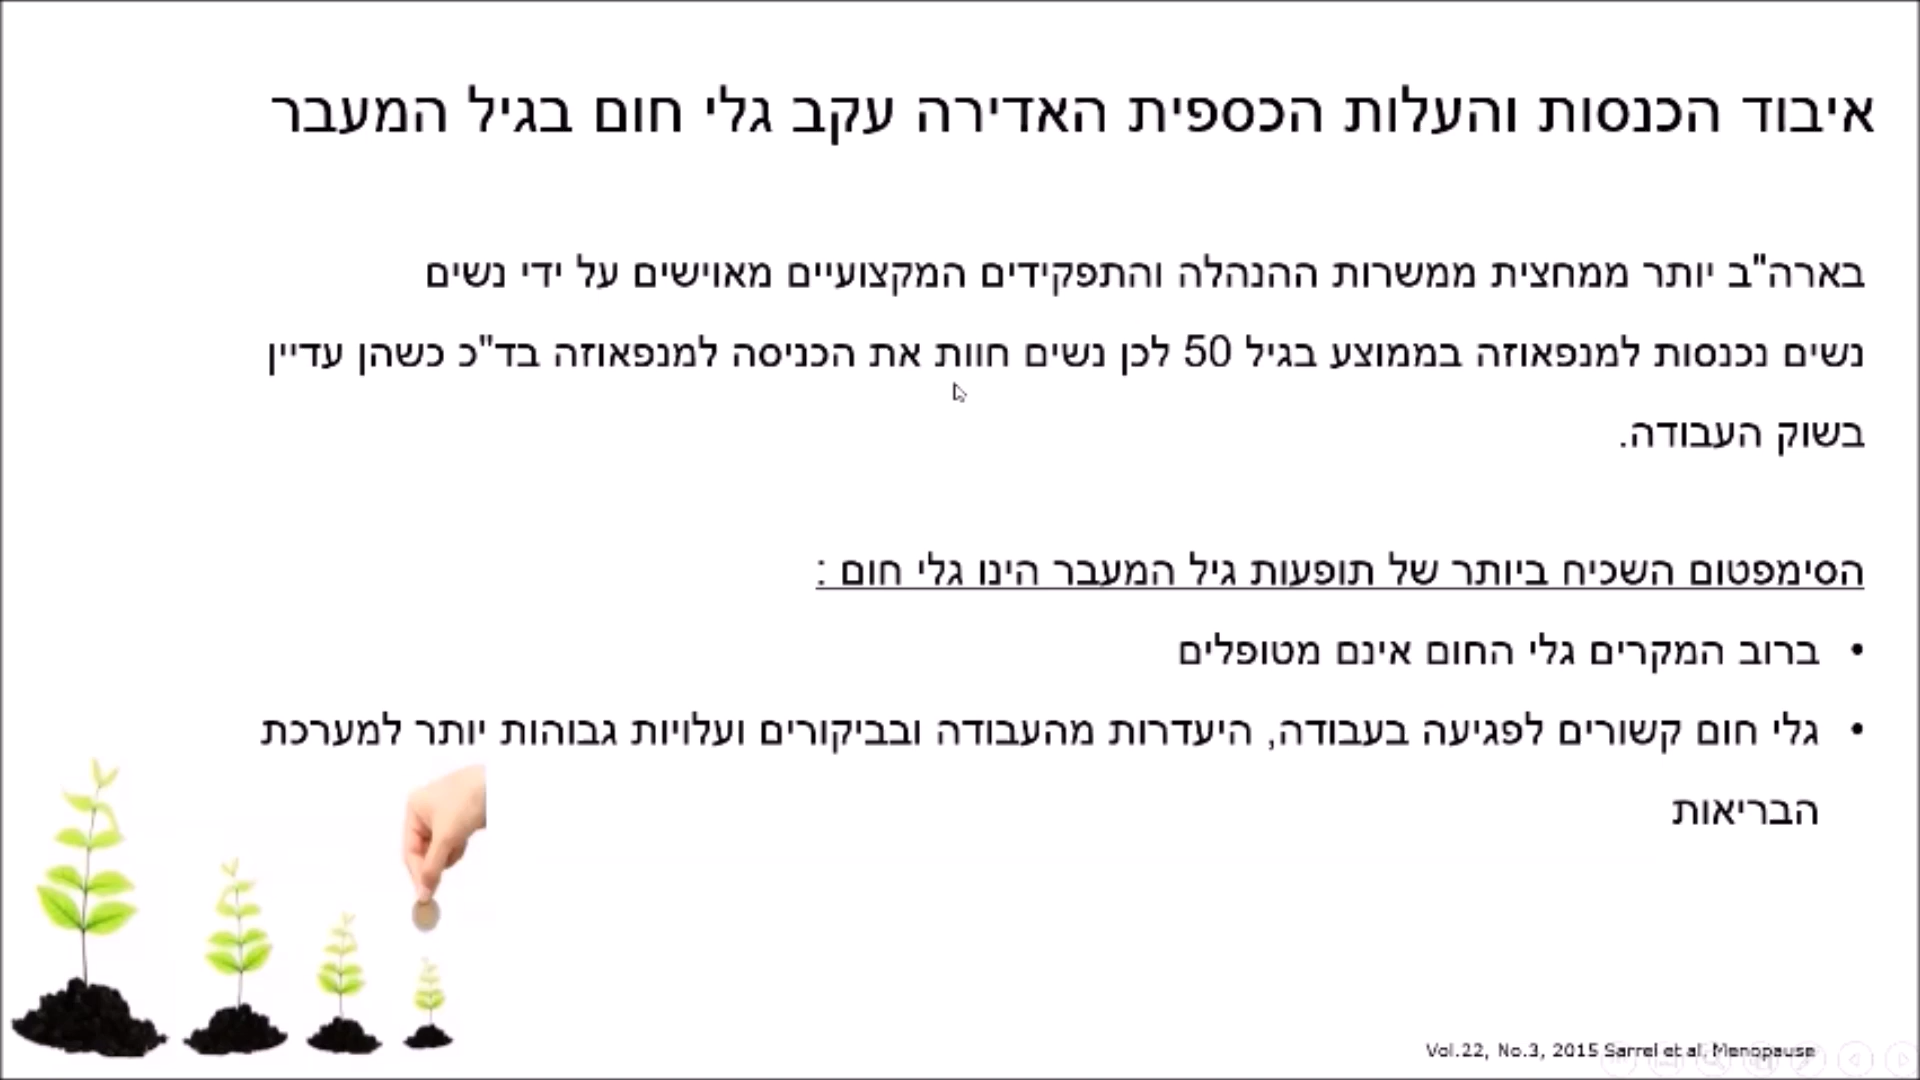 איבוד הכנסות והעלות הכספית האדירה עקב גלי חום בגיל המעבר
בארה"ב יותר ממחצית ממשרות ההנהלה והתפקידים המקצועיים מאוישים על ידי נשים
נשים נכנסות למנפאוזה בממוצע בגיל 50 לכן נשים חוות את הכניסה למנפאוזה בד"כ כשהן עדיין
בשוק העבודה.
הסימפטום השכיח ביותר של תופעות גיל המעבר הינו גלי חום :
• ברוב המקרים גלי החום אינם מטופלים
• גלי חום קשורים לפגיעה בעבודה, היעדרות מהעבודה ובביקורים ועלויות גבוהות יותר למערכת
הבריאות
Vol.22, No.3, 2015 Sarrel et al, Menopause